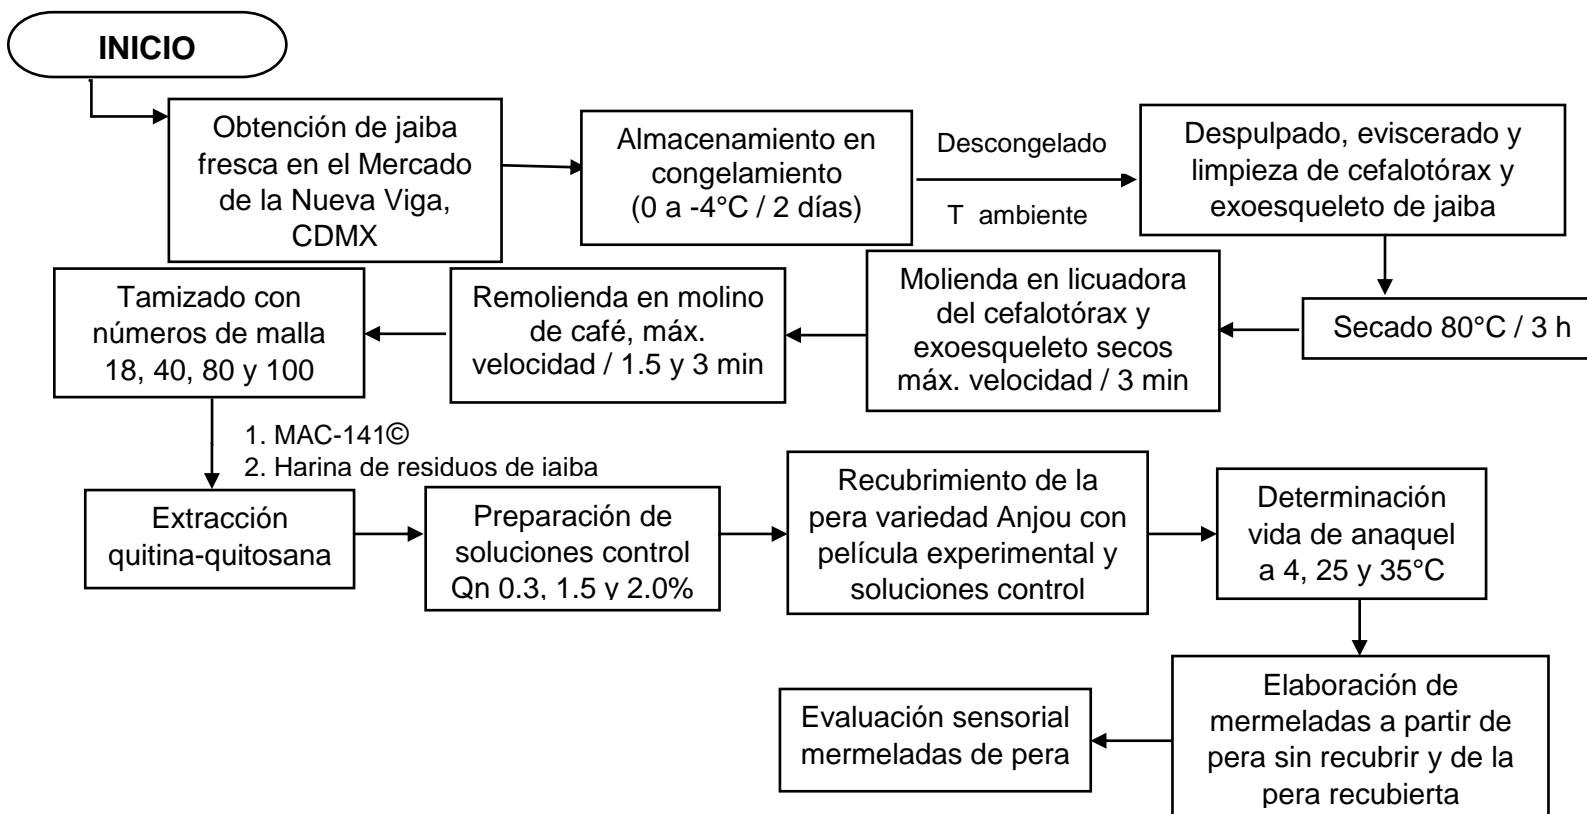 INICIO
Obtención de jaiba
fresca en el Mercado
de la Nueva Viga,
CDMX
Almacenamiento en
congelamiento
(0 a -4°C / 2 días)
Descongelado
T ambiente
Despulpado, eviscerado y
limpieza de cefalotórax y
exoesqueleto de jaiba
Secado 80°C / 3 h
Molienda en licuadora
del cefalotórax y
exoesqueleto secos
máx. velocidad / 3 min
Remolienda en molino
de café, máx.
velocidad / 1.5 y 3 min
Tamizado con
números de malla
18, 40, 80 y 100
1. MAC-141©
2. Harina de residuos de jaiba
Extracción
quitina-quitosana
Preparación de
soluciones control
Qn 0.3, 1.5 y 2.0%
Recubrimiento de la
pera variedad Anjou con
película experimental y
soluciones control
Determinación
vida de anaquel
a 4, 25 y 35°C
Elaboración de
mermeladas a partir de
pera sin recubrir y de la
pera recubierta
Evaluación sensorial
mermeladas de pera